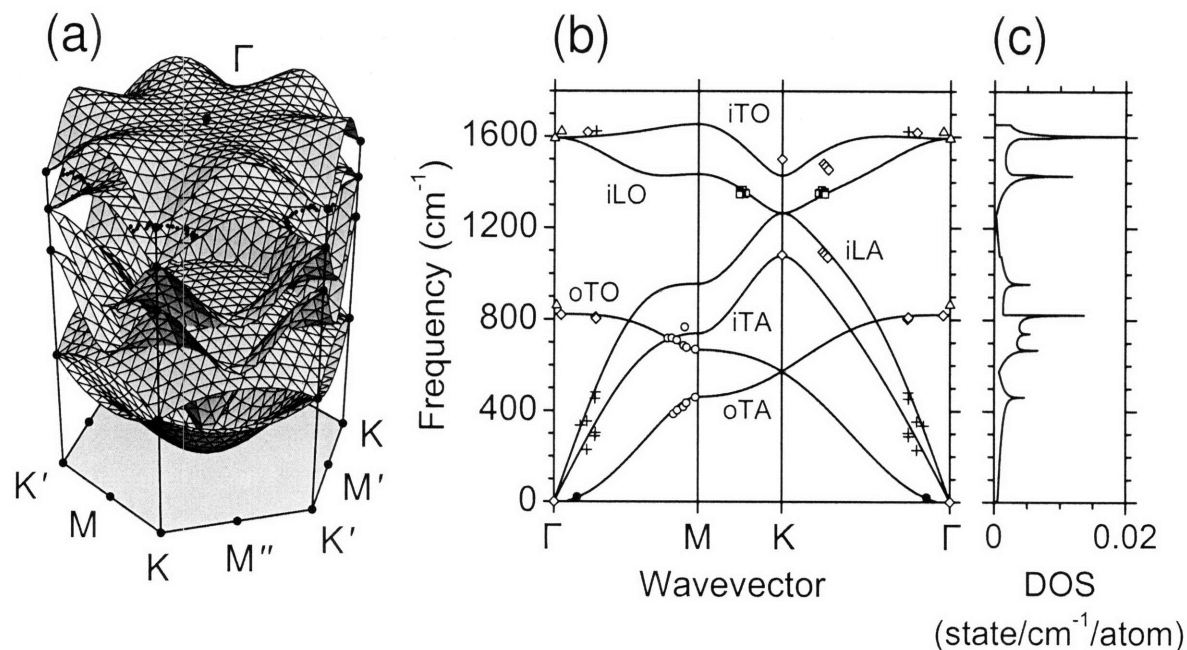 (a)
Γ
K
M′
K′
M″
K
M
K′
(b)
Frequency (cm⁻¹)
1600
1200
800
400
0
iTO
iLO
iLA
oTO
iTA
oTA
Γ M K Γ
Wavevector
(c)
0 0.02
DOS
(state/cm⁻¹/atom)